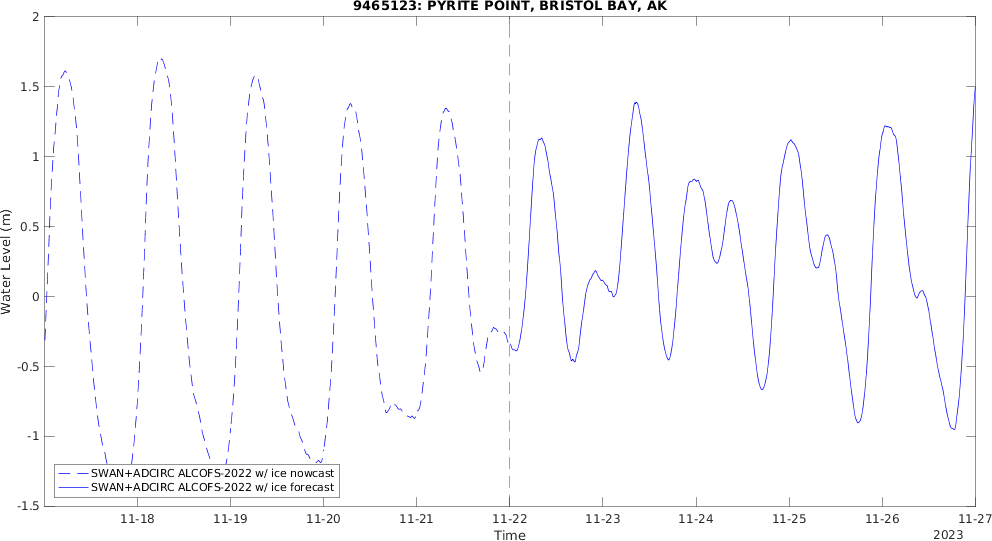 9465123: PYRITE POINT, BRISTOL BAY, AK
Water Level (m)
2
1.5
1
0.5
0
-0.5
-1
-1.5
SWAN+ADCIRC ALCOFS-2022 w/ ice nowcast
SWAN+ADCIRC ALCOFS-2022 w/ ice forecast
11-18 11-19 11-20 11-21 11-22 11-23 11-24 11-25 11-26 11-27
Time
2023